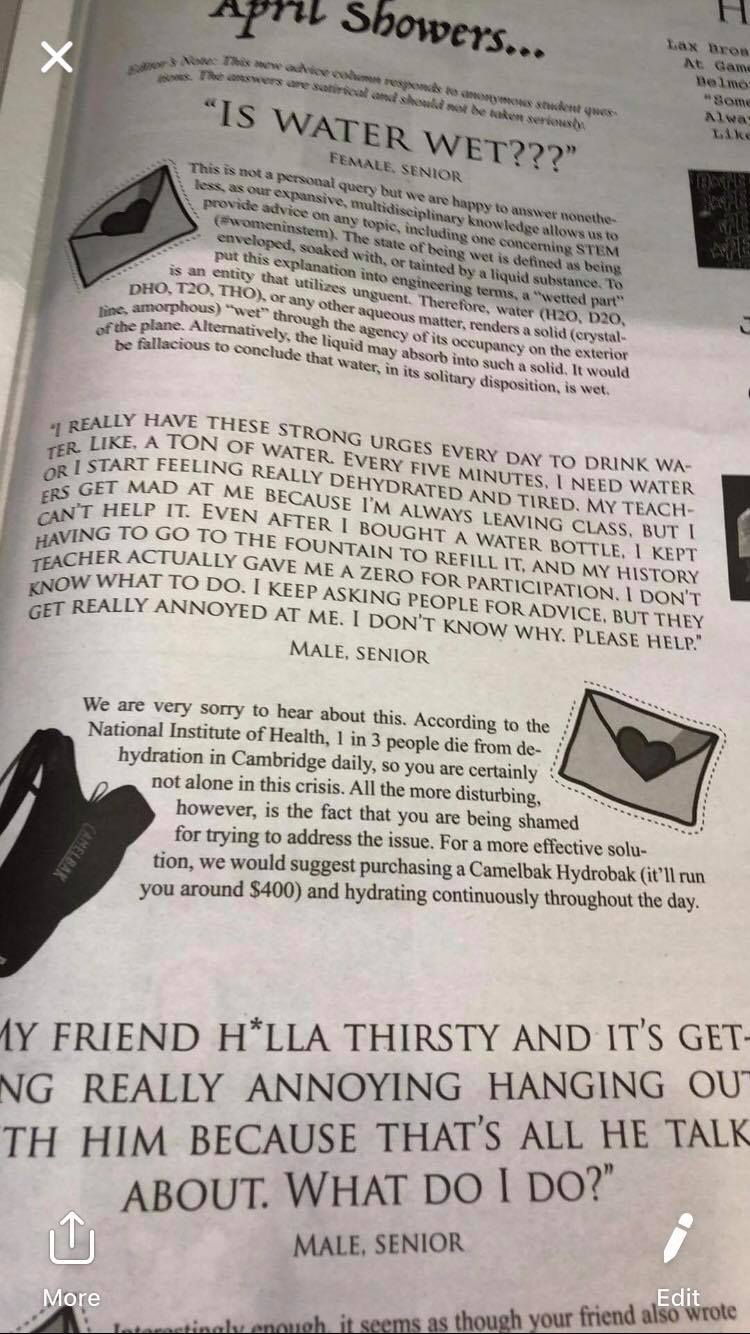 April Showers...
Editor's Note: This new advice column responds to anonymous student ques-
tions. The answers are satirical and should not be taken seriously.
"IS WATER WET???"
FEMALE, SENIOR
This is not a personal query but we are happy to answer nonethe-
less, as our expansive, multidisciplinary knowledge allows us to
provide advice on any topic, including one concerning STEM
(#womeninstem). The state of being wet is defined as being
enveloped, soaked with, or tainted by a liquid substance. To
put this explanation into engineering terms, a "wetted part"
is an entity that utilizes unguent. Therefore, water (H2O, D2O,
DHO, T2O, THO), or any other aqueous matter, renders a solid (crystal-
line, amorphous) "wet" through the agency of its occupancy on the exterior
of the plane. Alternatively, the liquid may absorb into such a solid. It would
be fallacious to conclude that water, in its solitary disposition, is wet.
"I REALLY HAVE THESE STRONG URGES EVERY DAY TO DRINK WA-
TER. LIKE, A TON OF WATER. EVERY FIVE MINUTES, I NEED WATER
OR I START FEELING REALLY DEHYDRATED AND TIRED. MY TEACH-
ERS GET MAD AT ME BECAUSE I'M ALWAYS LEAVING CLASS, BUT I
CAN'T HELP IT. EVEN AFTER I BOUGHT A WATER BOTTLE, I KEPT
HAVING TO GO TO THE FOUNTAIN TO REFILL IT, AND MY HISTORY
TEACHER ACTUALLY GAVE ME A ZERO FOR PARTICIPATION. I DON'T
KNOW WHAT TO DO. I KEEP ASKING PEOPLE FOR ADVICE, BUT THEY
GET REALLY ANNOYED AT ME. I DON'T KNOW WHY. PLEASE HELP."
MALE, SENIOR
We are very sorry to hear about this. According to the
National Institute of Health, 1 in 3 people die from de-
hydration in Cambridge daily, so you are certainly
not alone in this crisis. All the more disturbing,
however, is the fact that you are being shamed
for trying to address the issue. For a more effective solu-
tion, we would suggest purchasing a Camelbak Hydrobak (it'll run
you around $400) and hydrating continuously throughout the day.
CAMELBAK
MY FRIEND H*LLA THIRSTY AND IT'S GET-
NG REALLY ANNOYING HANGING OUT
TH HIM BECAUSE THAT'S ALL HE TALK
ABOUT. WHAT DO I DO?"
MALE, SENIOR
Interestingly enough, it seems as though your friend also wrote
H
Lax Bros
At Game
Belmo
"Some
Alwa
Like
More
Edit